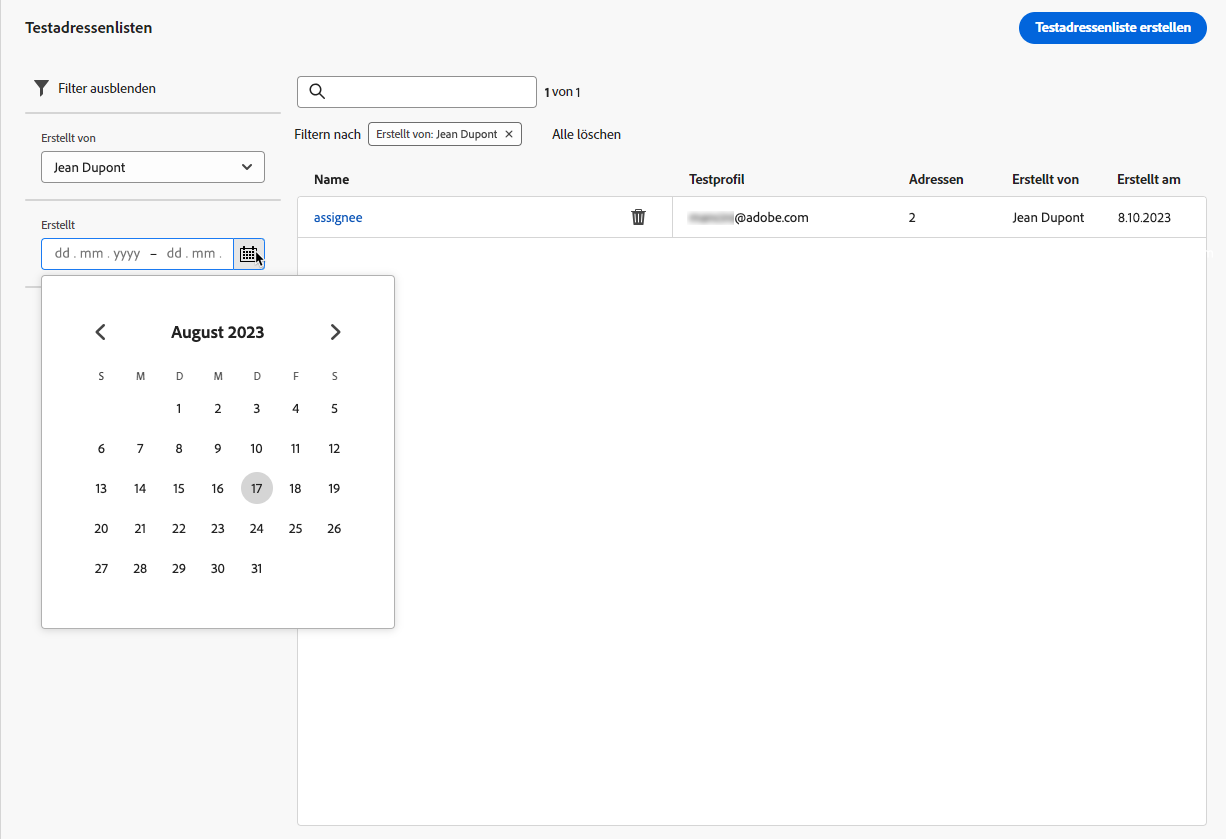 Testadressenlisten
Testadressenliste erstellen
Filter ausblenden
Erstellt von
Jean Dupont
Erstellt
dd . mm . yyyy – dd . mm .
August 2023
S M D M D F S
1 2 3 4 5
6 7 8 9 10 11 12
13 14 15 16 17 18 19
20 21 22 23 24 25 26
27 28 29 30 31
1 von 1
Filtern nach Erstellt von: Jean Dupont Alle löschen
Name Testprofil Adressen Erstellt von Erstellt am
assignee @adobe.com 2 Jean Dupont 8.10.2023